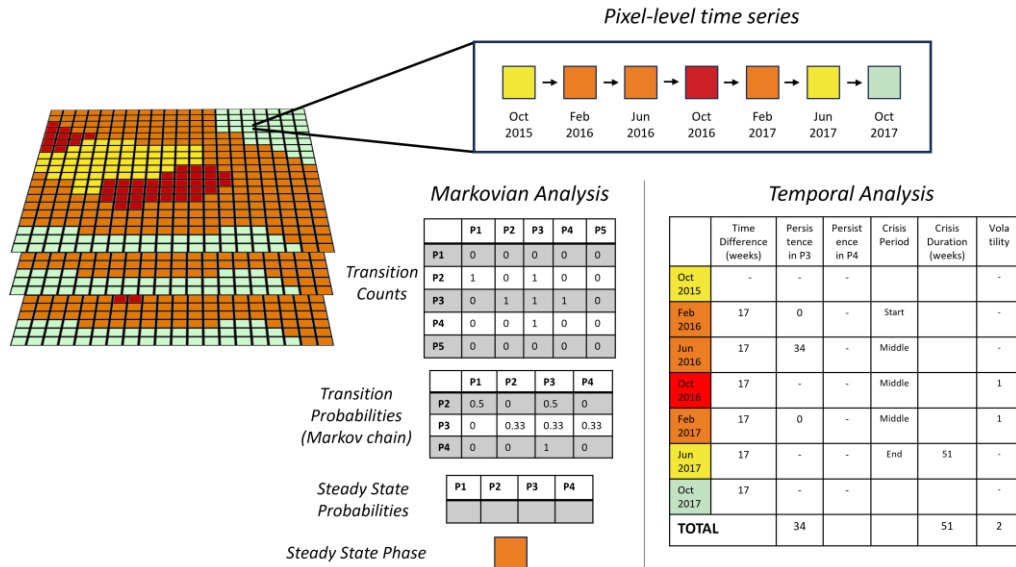 Pixel-level time series
Oct 2015
Feb 2016
Jun 2016
Oct 2016
Feb 2017
Jun 2017
Oct 2017
Markovian Analysis
Transition Counts
P1 P2 P3 P4 P5
P1 0 0 0 0 0
P2 1 0 1 0 0
P3 0 1 1 1 0
P4 0 0 1 0 0
P5 0 0 0 0 0
Transition Probabilities (Markov chain)
P1 P2 P3 P4
P2 0.5 0 0.5 0
P3 0 0.33 0.33 0.33
P4 0 0 1 0
Steady State Probabilities
P1 P2 P3 P4
Steady State Phase
Temporal Analysis
Time Difference (weeks) Persis tence in P3 Persist ence in P4 Crisis Period Crisis Duration (weeks) Vola tility
Oct 2015 - - - -
Feb 2016 17 0 - Start -
Jun 2016 17 34 - Middle -
Oct 2016 17 - - Middle 1
Feb 2017 17 0 - Middle 1
Jun 2017 17 - - End 51 -
Oct 2017 17 - - -
TOTAL 34 51 2